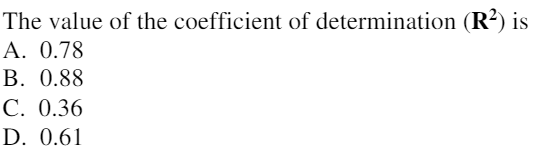 The value of the coefficient of determination (R²) is
A. 0.78
B. 0.88
C. 0.36
D. 0.61